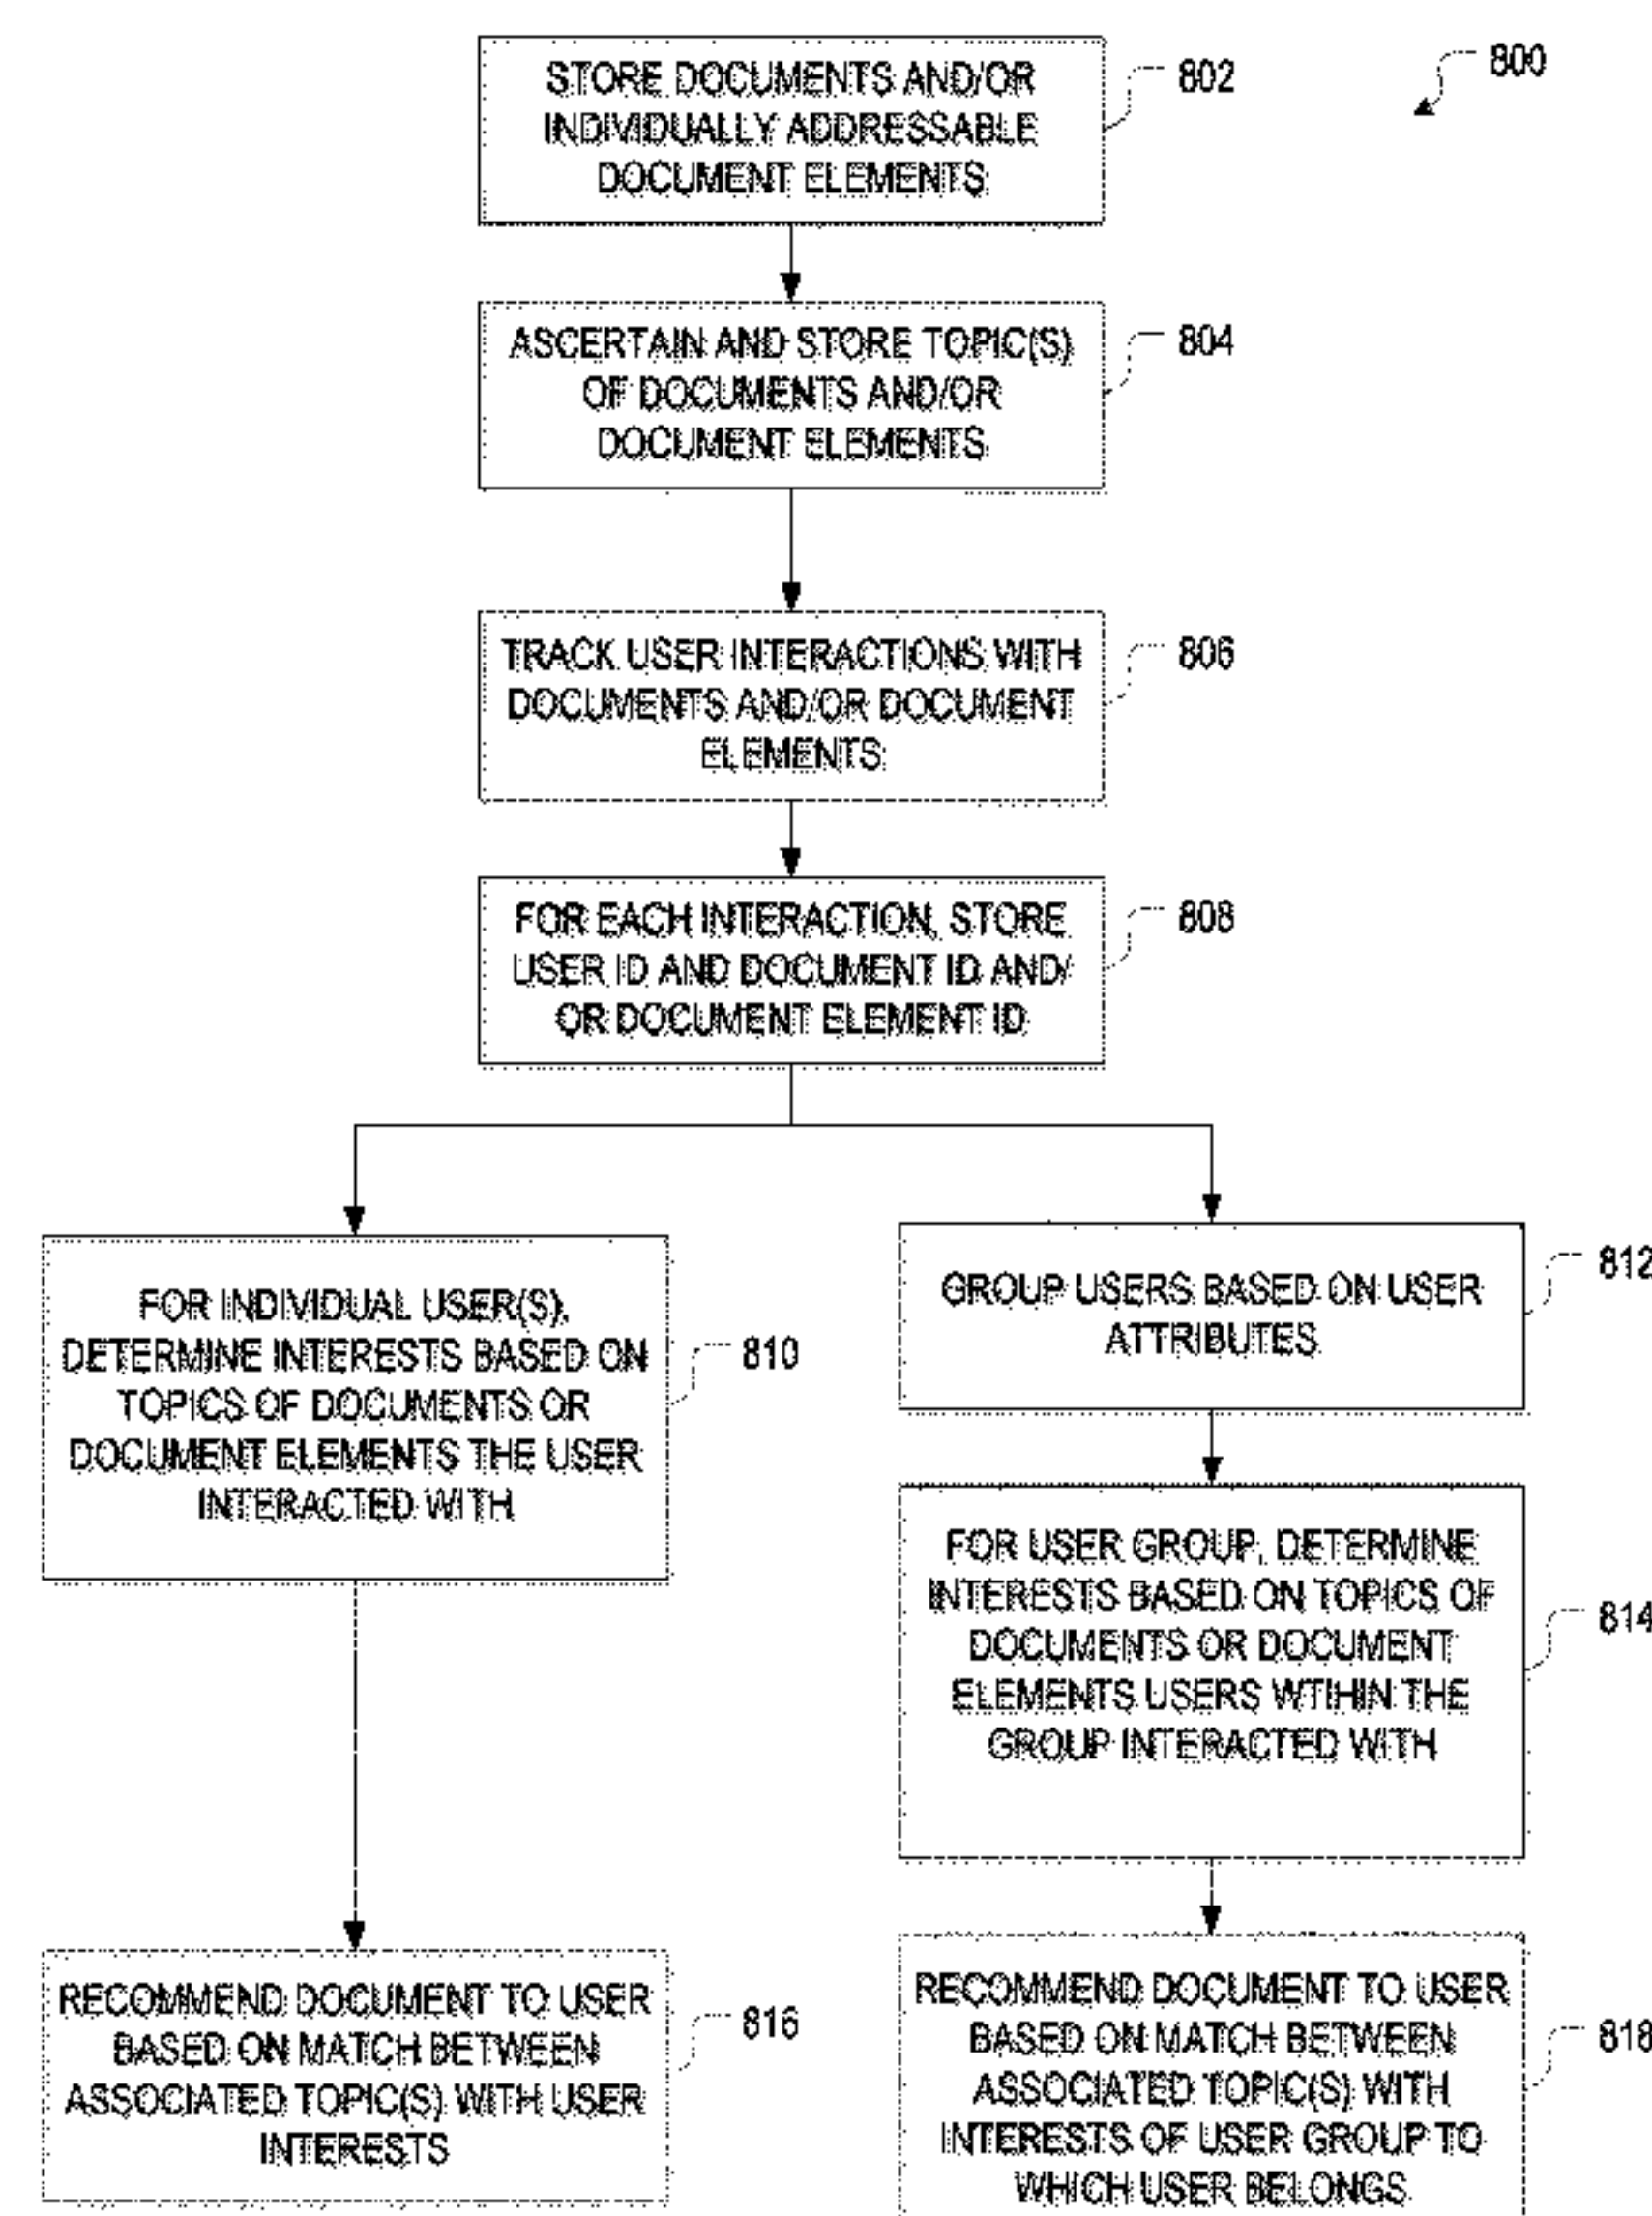 800
STORE DOCUMENTS AND/OR
INDIVIDUALLY ADDRESSABLE
DOCUMENT ELEMENTS
802
ASCERTAIN AND STORE TOPIC(S)
OF DOCUMENTS AND/OR
DOCUMENT ELEMENTS
804
TRACK USER INTERACTIONS WITH
DOCUMENTS AND/OR DOCUMENT
ELEMENTS
806
FOR EACH INTERACTION, STORE
USER ID AND DOCUMENT ID AND/
OR DOCUMENT ELEMENT ID
808
FOR INDIVIDUAL USER(S),
DETERMINE INTERESTS BASED ON
TOPICS OF DOCUMENTS OR
DOCUMENT ELEMENTS THE USER
INTERACTED WITH
810
GROUP USERS BASED ON USER
ATTRIBUTES
812
FOR USER GROUP, DETERMINE
INTERESTS BASED ON TOPICS OF
DOCUMENTS OR DOCUMENT
ELEMENTS USERS WTIHIN THE
GROUP INTERACTED WITH
814
RECOMMEND DOCUMENT TO USER
BASED ON MATCH BETWEEN
ASSOCIATED TOPIC(S) WITH USER
INTERESTS
816
RECOMMEND DOCUMENT TO USER
BASED ON MATCH BETWEEN
ASSOCIATED TOPIC(S) WITH
INTERESTS OF USER GROUP TO
WHICH USER BELONGS
818